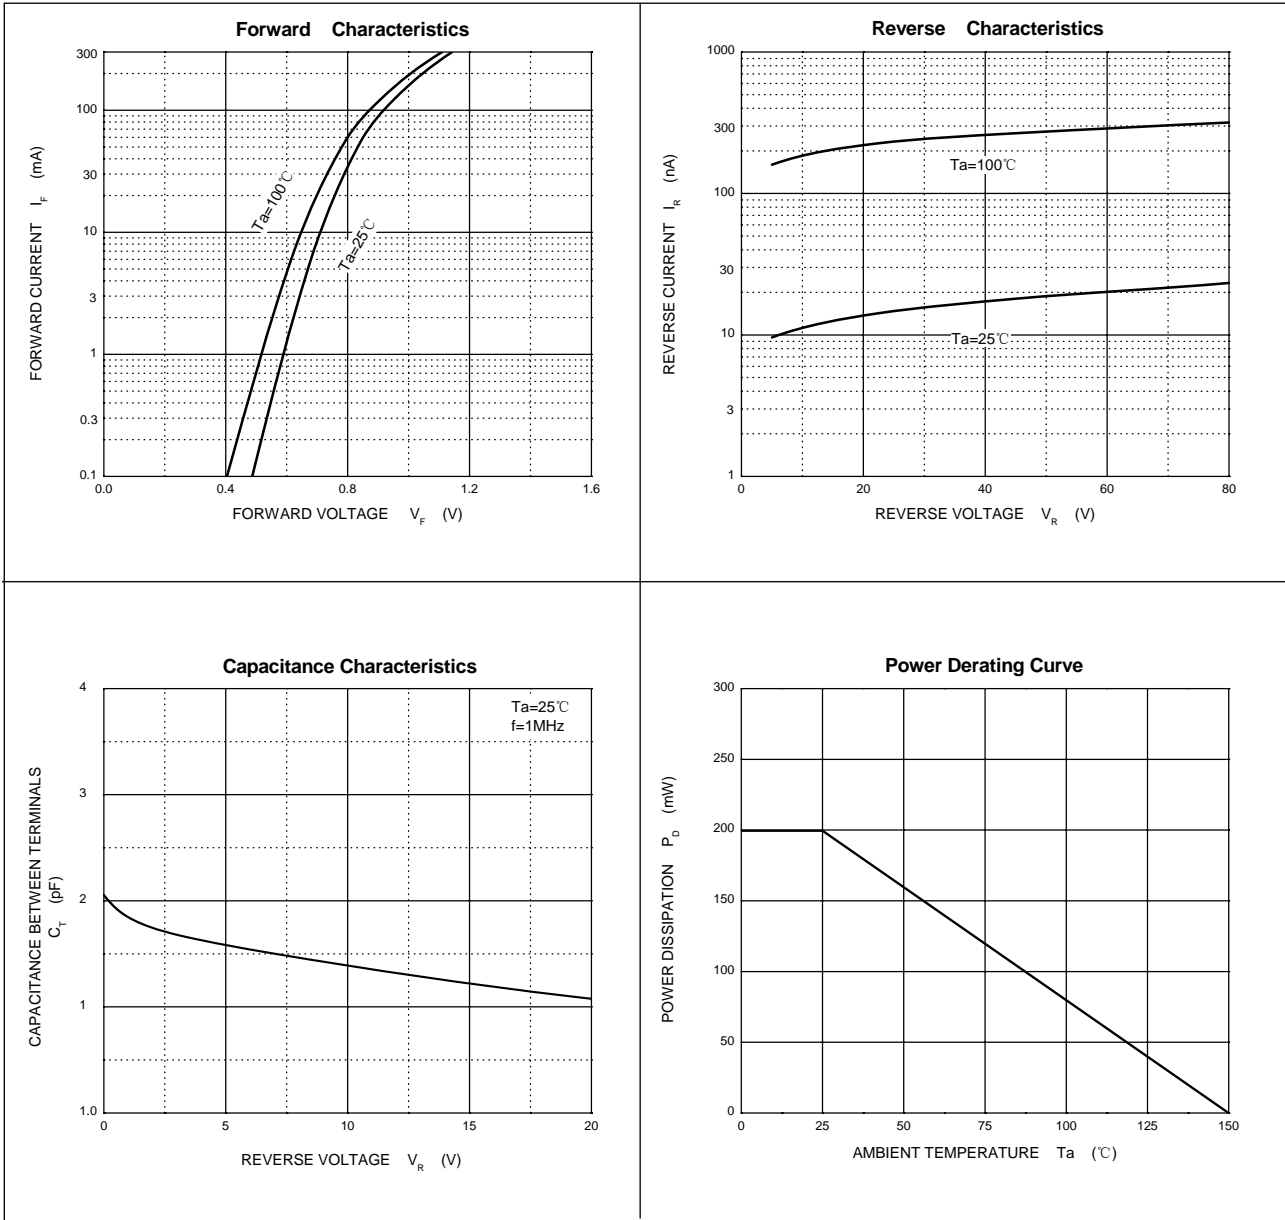 Forward Characteristics
300
100
30
10
3
1
0.3
0.1
0.0 0.4 0.8 1.2 1.6
FORWARD CURRENT I_F (mA)
FORWARD VOLTAGE V_F (V)
Ta=100℃
Ta=25℃
Reverse Characteristics
1000
300
100
30
10
3
1
0 20 40 60 80
REVERSE CURRENT I_R (nA)
REVERSE VOLTAGE V_R (V)
Ta=100℃
Ta=25℃
Capacitance Characteristics
4
3
2
1
1.0
0 5 10 15 20
CAPACITANCE BETWEEN TERMINALS
C_T (pF)
REVERSE VOLTAGE V_R (V)
Ta=25℃
f=1MHz
Power Derating Curve
300
250
200
150
100
50
0
0 25 50 75 100 125 150
POWER DISSIPATION P_D (mW)
AMBIENT TEMPERATURE Ta (℃)